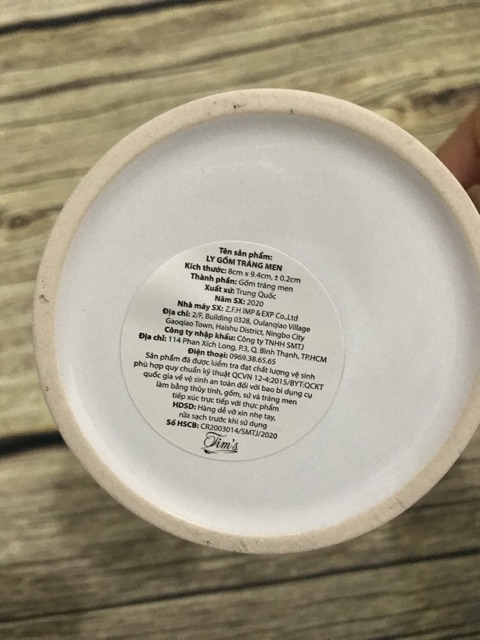 Tên sản phẩm:
LY GỐM TRÁNG MEN
Kích thước: 8cm x 9.4cm, ± 0.2cm
Thành phần: Gốm tráng men
Xuất xứ: Trung Quốc
Năm SX: 2020
Nhà máy SX: Z.F.H IMP & EXP Co.,Ltd
Địa chỉ: 2/F, Building 0328, Oulanqiao Village
Gaoqiao Town, Haishu District, Ningbo City
Công ty nhập khẩu: Công ty TNHH SMTJ
Địa chỉ: 114 Phan Xích Long, P.3, Q. Bình Thạnh, TP.HCM
Điện thoại: 0969.38.65.65
Sản phẩm đã được kiểm tra đạt chất lượng vệ sinh
phù hợp quy chuẩn kỹ thuật QCVN 12-4:2015/BYT:QCKT
quốc gia về vệ sinh an toàn đối với bao bì dụng cụ
làm bằng thủy tinh, gốm, sứ và tráng men
tiếp xúc trực tiếp với thực phẩm
HDSD: Hàng dễ vỡ xin nhẹ tay,
rửa sạch trước khi sử dụng
Số HSCB: CR2003014/SMTJ/2020
Tim's